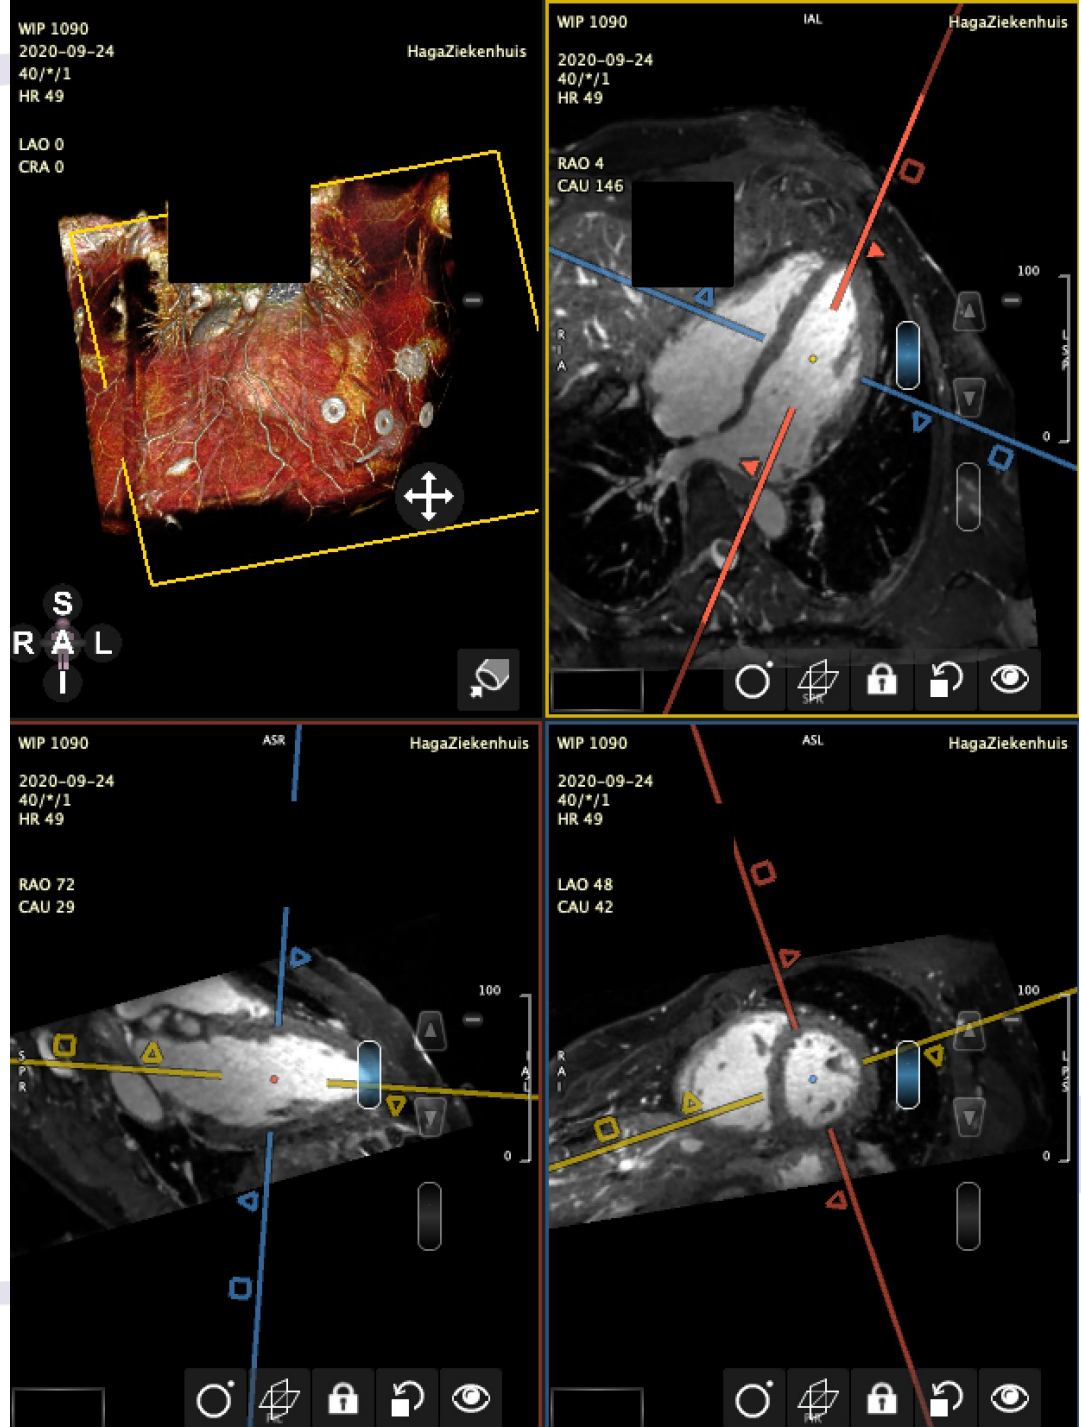 WIP 1090
2020-09-24
HagaZiekenhuis
40/*/1
HR 49
LAO 0
CRA 0
S
R A L
I
WIP 1090
IAL
HagaZiekenhuis
2020-09-24
40/*/1
HR 49
RAO 4
CAU 146
100
R
I
A
0
SPR
WIP 1090
ASR
HagaZiekenhuis
2020-09-24
40/*/1
HR 49
RAO 72
CAU 29
100
S
P
R
0
WIP 1090
ASL
HagaZiekenhuis
2020-09-24
40/*/1
HR 49
LAO 48
CAU 42
100
R
A
I
L
P
S
0